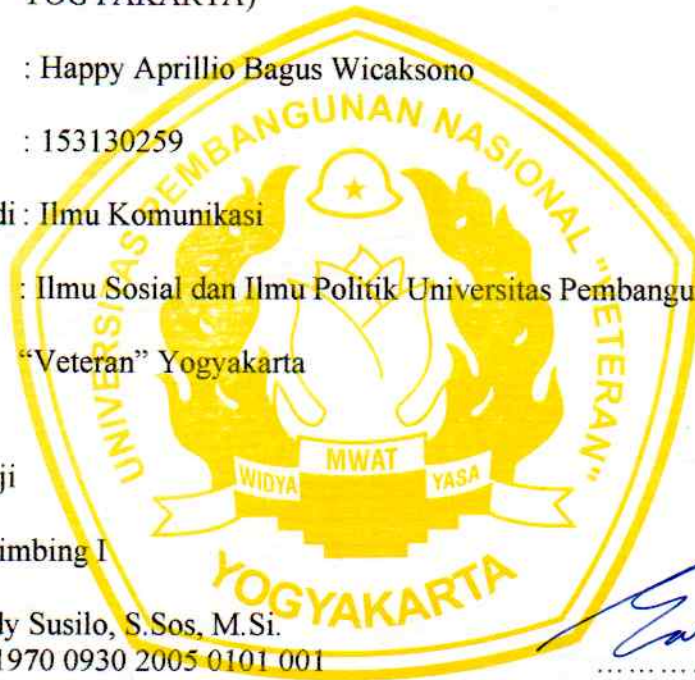 YOGYAKARTA)
: Happy Aprillio Bagus Wicaksono
: 153130259
di : Ilmu Komunikasi
: Ilmu Sosial dan Ilmu Politik Universitas Pembangu
“Veteran” Yogyakarta
ji
imbing I
ly Susilo, S.Sos, M.Si.
1970 0930 2005 0101 001
UNIVERSITAS PEMBANGUNAN NASIONAL "VETERAN"
WIDYA MWAT YASA
YOGYAKARTA